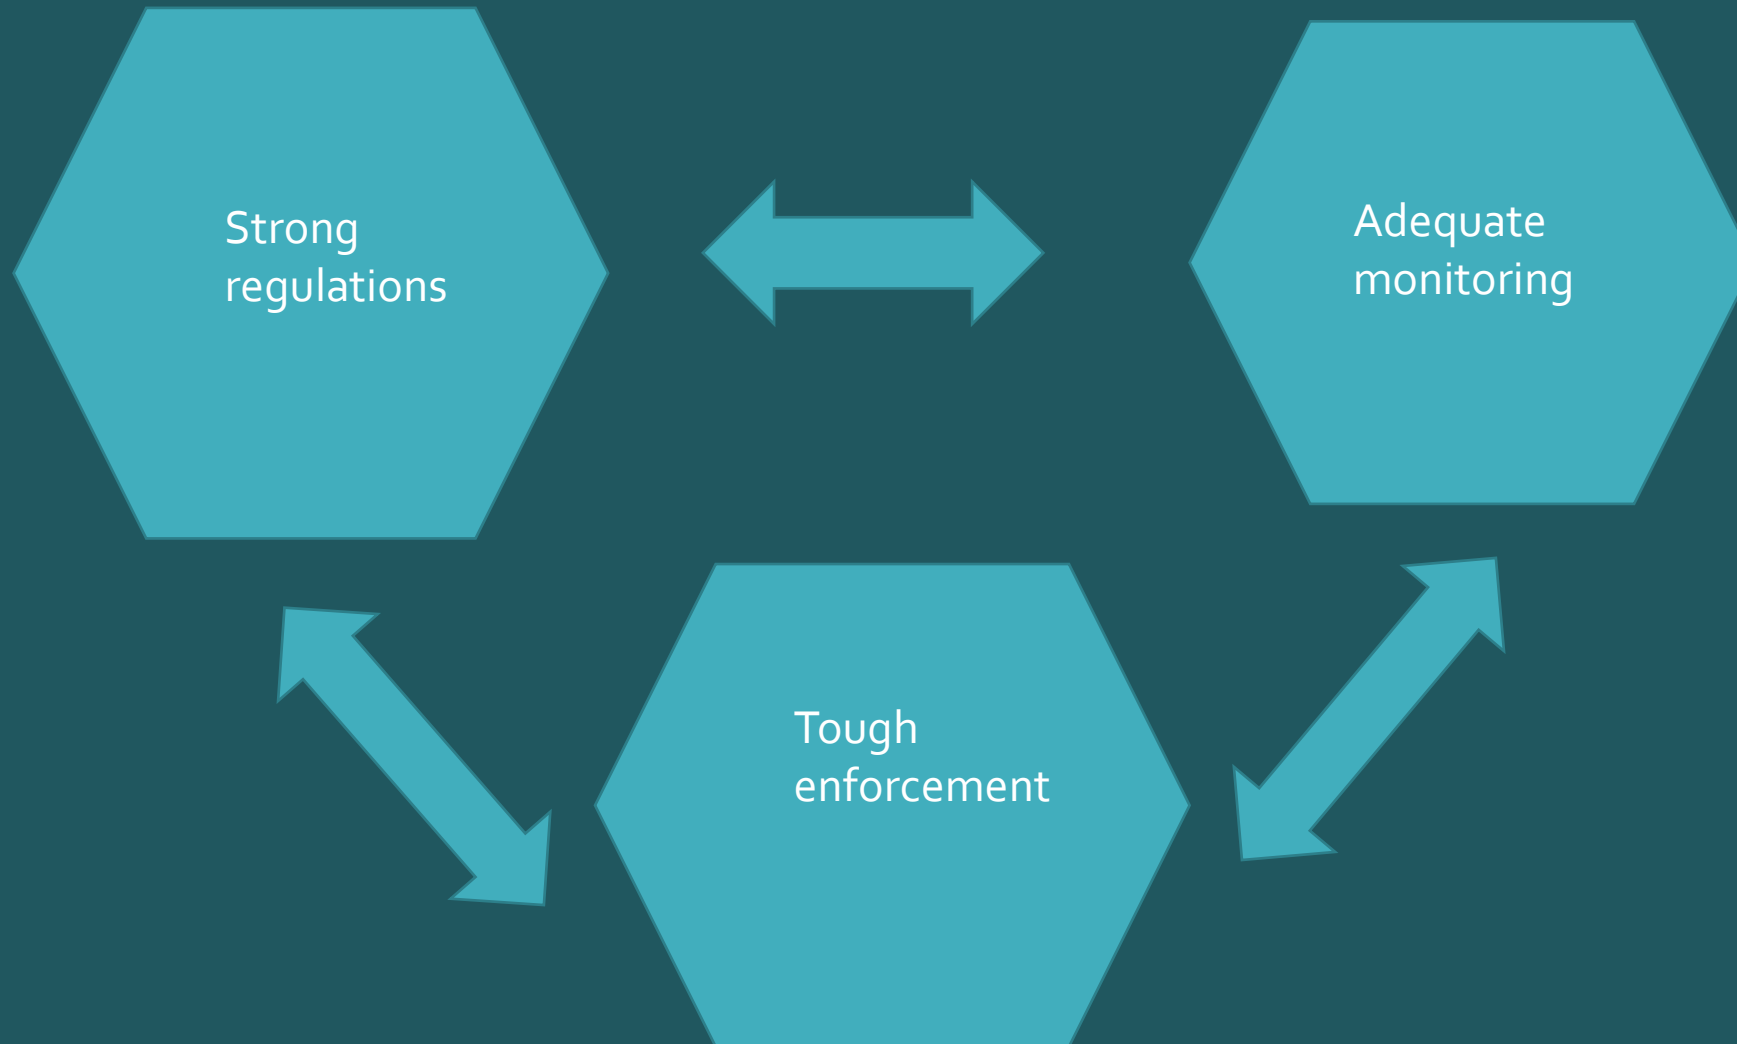 Strong
regulations
Adequate
monitoring
Tough
enforcement